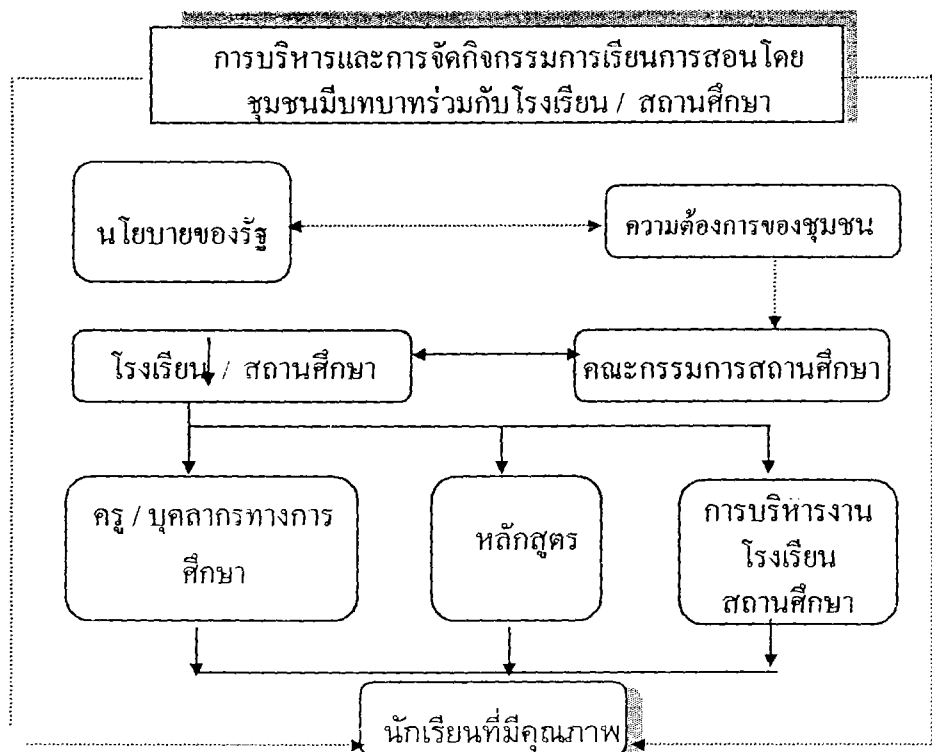 การบริหารและการจัดกิจกรรมการเรียนการสอนโดย
ชุมชนมีบทบาทร่วมกับโรงเรียน / สถานศึกษา
นโยบายของรัฐ
ความต้องการของชุมชน
โรงเรียน / สถานศึกษา
คณะกรรมการสถานศึกษา
ครู / บุคลากรทางการ
ศึกษา
หลักสูตร
การบริหารงาน
โรงเรียน
สถานศึกษา
นักเรียนที่มีคุณภาพ